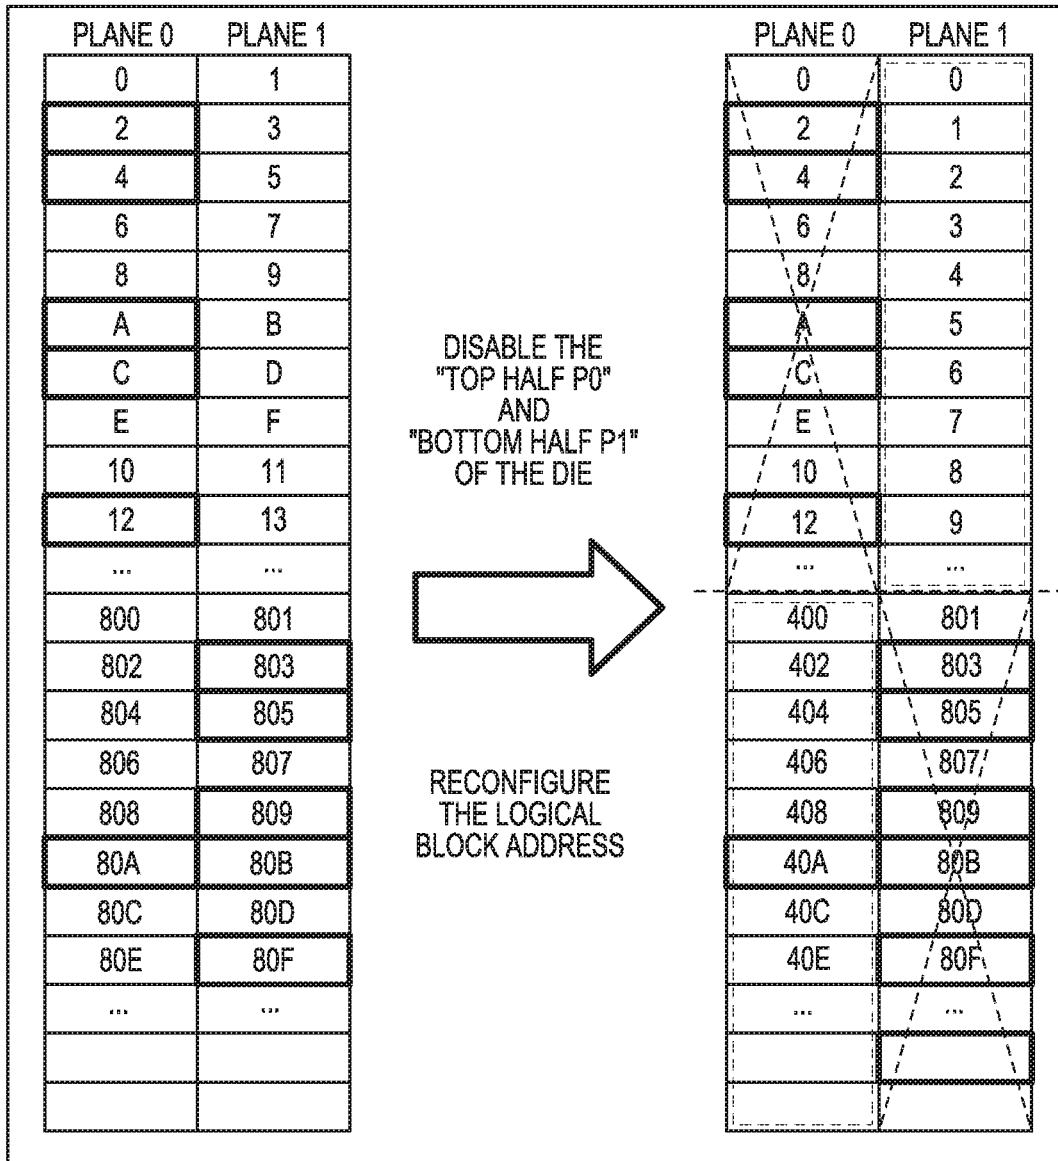 PLANE 0 PLANE 1
0 1
2 3
4 5
6 7
8 9
A B
C D
E F
10 11
12 13
... ...
800 801
802 803
804 805
806 807
808 809
80A 80B
80C 80D
80E 80F
... ...
DISABLE THE
"TOP HALF P0"
AND
"BOTTOM HALF P1"
OF THE DIE
RECONFIGURE
THE LOGICAL
BLOCK ADDRESS
PLANE 0 PLANE 1
0 0
2 1
4 2
6 3
8 4
A 5
C 6
E 7
10 8
12 9
... ...
400 801
402 803
404 805
406 807
408 809
40A 80B
40C 80D
40E 80F
... ...